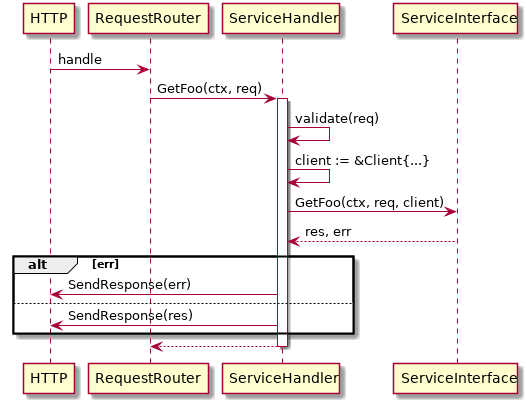 HTTP RequestRouter ServiceHandler ServiceInterface
handle
GetFoo(ctx, req)
validate(req)
client := &Client{...}
GetFoo(ctx, req, client)
res, err
alt [err]
SendResponse(err)
SendResponse(res)
HTTP RequestRouter ServiceHandler ServiceInterface